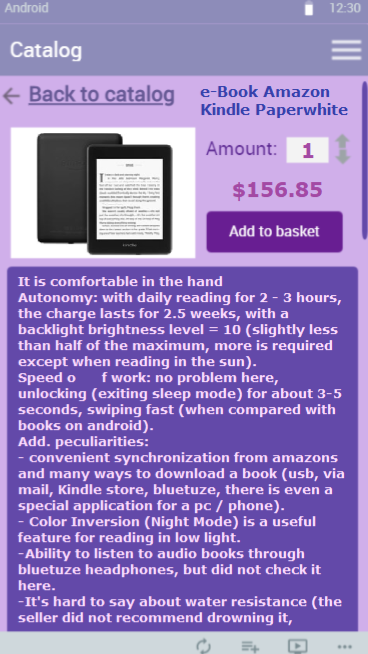 Android 12:30
Catalog
Back to catalog
e-Book Amazon
Kindle Paperwhite
Amount: 1
$156.85
Add to basket
It is comfortable in the hand
Autonomy: with daily reading for 2 - 3 hours,
the charge lasts for 2.5 weeks, with a
backlight brightness level = 10 (slightly less
than half of the maximum, more is required
except when reading in the sun).
Speed o f work: no problem here,
unlocking (exiting sleep mode) for about 3-5
seconds, swiping fast (when compared with
books on android).
Add. pecularities:
- convenient synchronization from amazons
and many ways to download a book (usb, via
mail, Kindle store, bluetuze, there is even a
special application for a pc / phone).
- Color Inversion (Night Mode) is a useful
feature for reading in low light.
-Ability to listen to audio books through
bluetuze headphones, but did not check it
here.
-It's hard to say about water resistance (the
seller did not recommend drowning it,